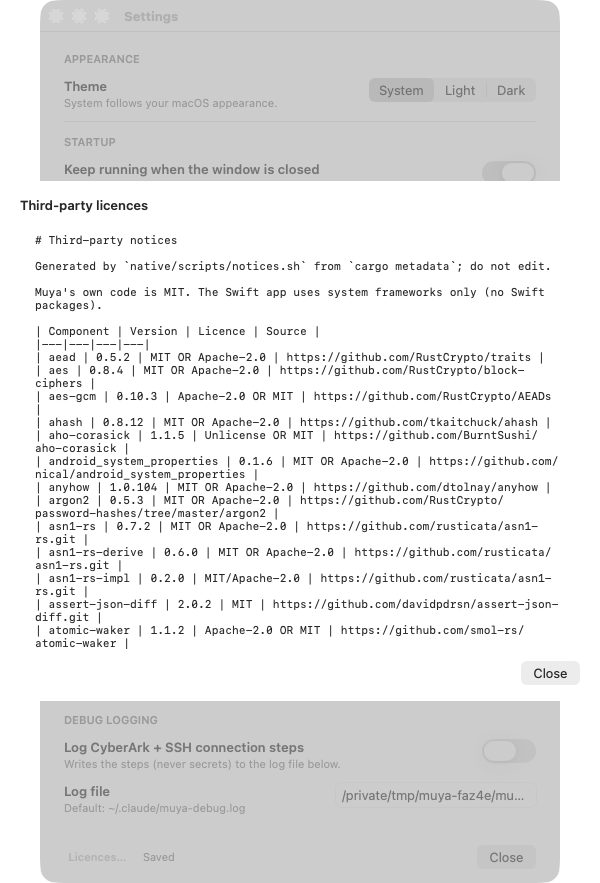 Settings
APPEARANCE
Theme
System follows your macOS appearance.
System
Light
Dark
STARTUP
Keep running when the window is closed
Third-party licences
# Third-party notices
Generated by `native/scripts/notices.sh` from `cargo metadata`; do not edit.
Muya's own code is MIT. The Swift app uses system frameworks only (no Swift
packages).
| Component | Version | Licence | Source |
|---|---|---|---|
| aead | 0.5.2 | MIT OR Apache-2.0 | https://github.com/RustCrypto/traits |
| aes | 0.8.4 | MIT OR Apache-2.0 | https://github.com/RustCrypto/block-
ciphers |
| aes-gcm | 0.10.3 | Apache-2.0 OR MIT | https://github.com/RustCrypto/AEADs
|
| ahash | 0.8.12 | MIT OR Apache-2.0 | https://github.com/tkaitchuck/ahash |
| aho-corasick | 1.1.5 | Unlicense OR MIT | https://github.com/BurntSushi/
aho-corasick |
| android_system_properties | 0.1.6 | MIT OR Apache-2.0 | https://github.com/
nical/android_system_properties |
| anyhow | 1.0.104 | MIT OR Apache-2.0 | https://github.com/dtolnay/anyhow |
| argon2 | 0.5.3 | MIT OR Apache-2.0 | https://github.com/RustCrypto/
password-hashes/tree/master/argon2 |
| asn1-rs | 0.7.2 | MIT OR Apache-2.0 | https://github.com/rusticata/asn1-
rs.git |
| asn1-rs-derive | 0.6.0 | MIT OR Apache-2.0 | https://github.com/rusticata/
asn1-rs.git |
| asn1-rs-impl | 0.2.0 | MIT/Apache-2.0 | https://github.com/rusticata/asn1-
rs.git |
| assert-json-diff | 2.0.2 | MIT | https://github.com/davidpdrsn/assert-json-
diff.git |
| atomic-waker | 1.1.2 | Apache-2.0 OR MIT | https://github.com/smol-rs/
atomic-waker |
Close
DEBUG LOGGING
Log CyberArk + SSH connection steps
Writes the steps (never secrets) to the log file below.
Log file
/private/tmp/muya-faz4e/mu...
Default: ~/.claude/muya-debug.log
Licences...
Saved
Close